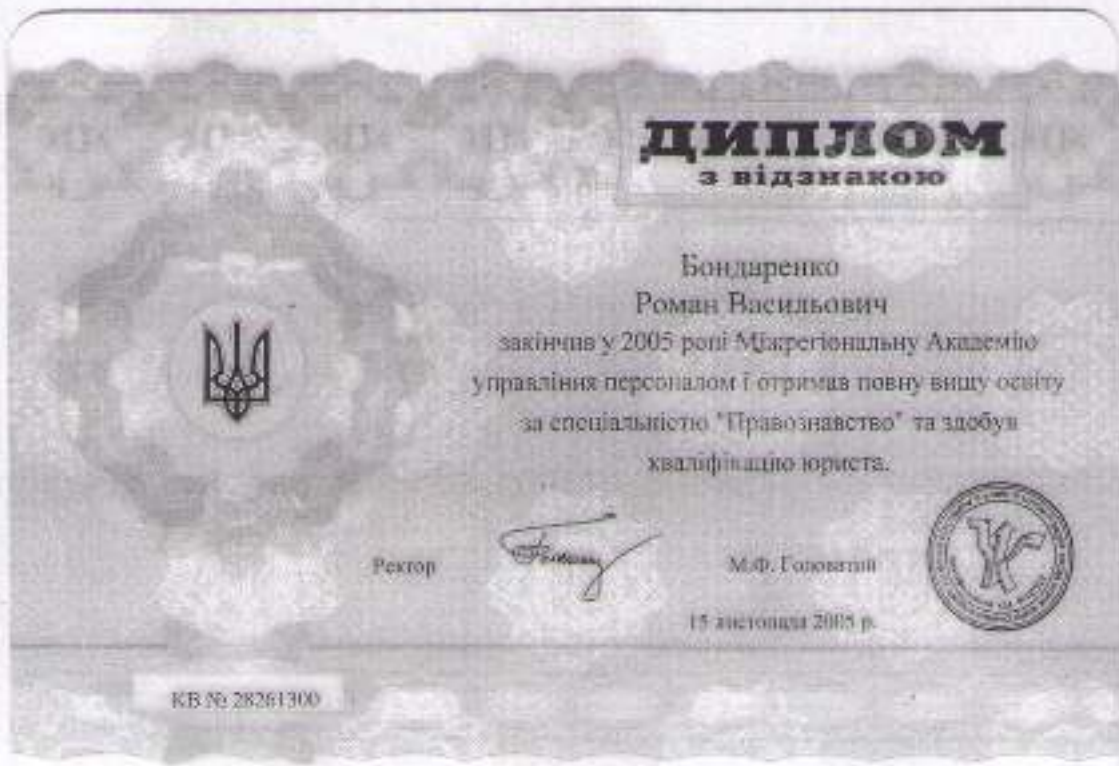 ДИПЛОМ
з відзнакою
Бондаренко
Роман Васильович
закінчив у 2005 році Міжрегіональну Академію
управління персоналом і отримав повну вищу освіту
за спеціальністю "Правознавство" та здобув
кваліфікацію юриста.
Ректор
М.Ф. Головатий
15 листопада 2005 р.
КВ № 28261300